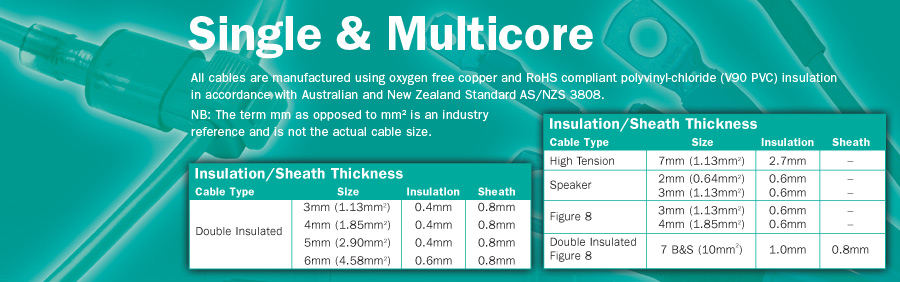 Single & Multicore
All cables are manufactured using oxygen free copper and RoHS compliant polyvinyl-chloride (V90 PVC) insulation
in accordance with Australian and New Zealand Standard AS/NZS 3808.
NB: The term mm as opposed to mm² is an industry
reference and is not the actual cable size.
Insulation/Sheath Thickness
Cable Type Size Insulation Sheath
Double Insulated
3mm (1.13mm²) 0.4mm 0.8mm
4mm (1.85mm²) 0.4mm 0.8mm
5mm (2.90mm²) 0.4mm 0.8mm
6mm (4.58mm²) 0.6mm 0.8mm
Insulation/Sheath Thickness
Cable Type Size Insulation Sheath
High Tension 7mm (1.13mm²) 2.7mm –
Speaker
2mm (0.64mm²) 0.6mm –
3mm (1.13mm²) 0.6mm –
Figure 8
3mm (1.13mm²) 0.6mm –
4mm (1.85mm²) 0.6mm –
Double Insulated
Figure 8
7 B&S (10mm²) 1.0mm 0.8mm